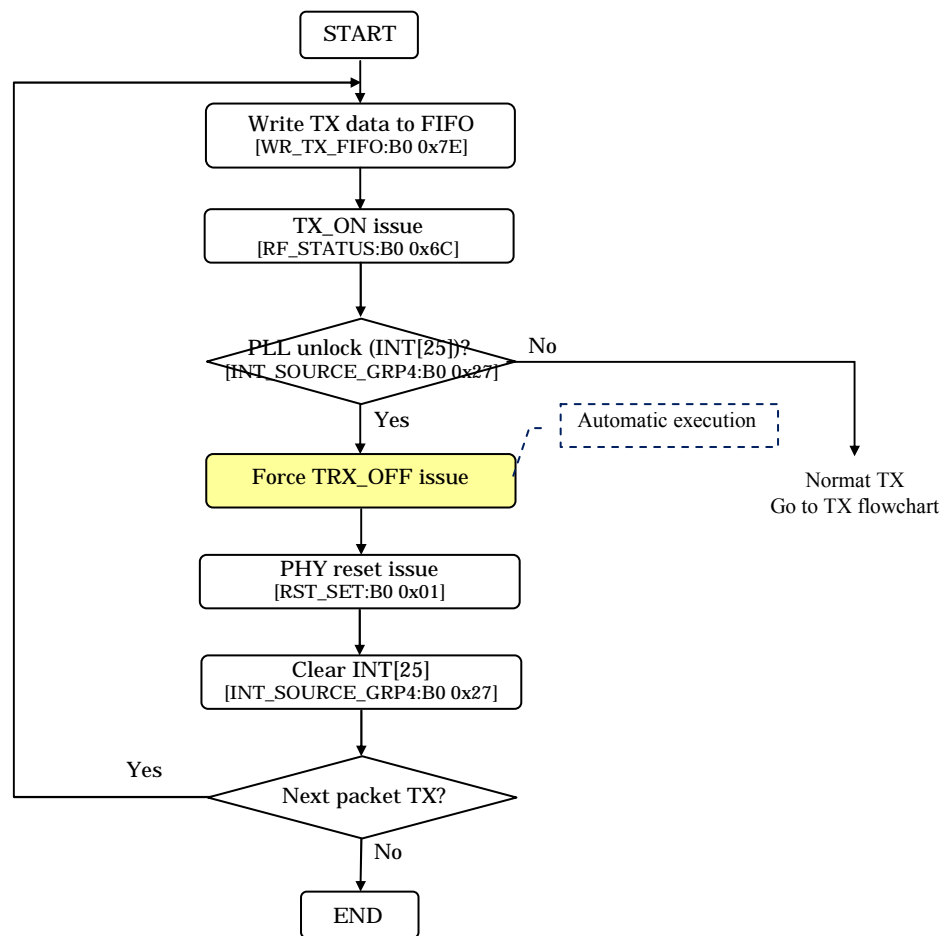 START
Write TX data to FIFO
[WR_TX_FIFO:B0 0x7E]
TX_ON issue
[RF_STATUS:B0 0x6C]
PLL unlock (INT[25])?
[INT_SOURCE_GRP4:B0 0x27]
No
Yes
Automatic execution
Force TRX_OFF issue
Normat TX
Go to TX flowchart
PHY reset issue
[RST_SET:B0 0x01]
Clear INT[25]
[INT_SOURCE_GRP4:B0 0x27]
Yes
Next packet TX?
No
END